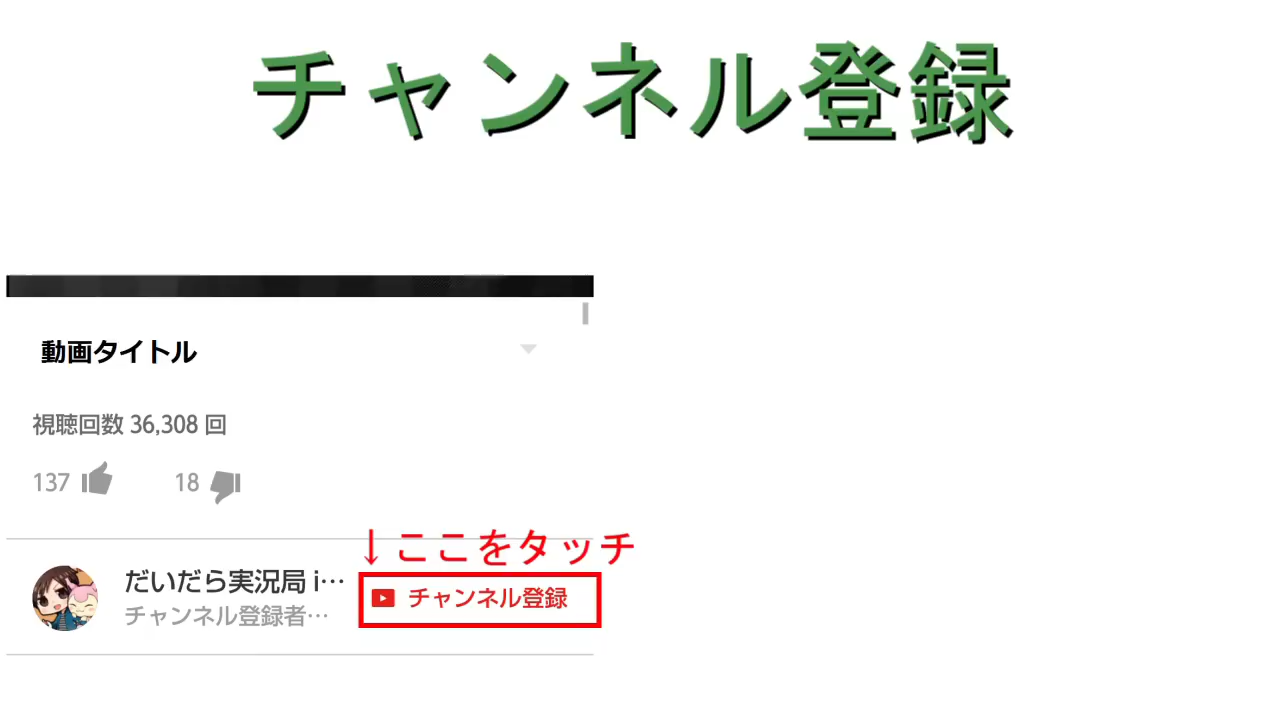 チャンネル登録
動画タイトル
視聴回数 36,308 回
137 18
↓ここをタッチ
だいだら実況局 i…
チャンネル登録
チャンネル登録者…